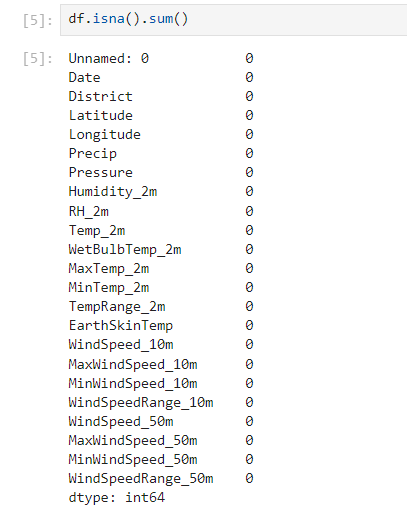 [5]: df.isna().sum()
[5]: Unnamed: 0 0
Date 0
District 0
Latitude 0
Longitude 0
Precip 0
Pressure 0
Humidity_2m 0
RH_2m 0
Temp_2m 0
WetBulbTemp_2m 0
MaxTemp_2m 0
MinTemp_2m 0
TempRange_2m 0
EarthSkinTemp 0
WindSpeed_10m 0
MaxWindSpeed_10m 0
MinWindSpeed_10m 0
WindSpeedRange_10m 0
WindSpeed_50m 0
MaxWindSpeed_50m 0
MinWindSpeed_50m 0
WindSpeedRange_50m 0
dtype: int64